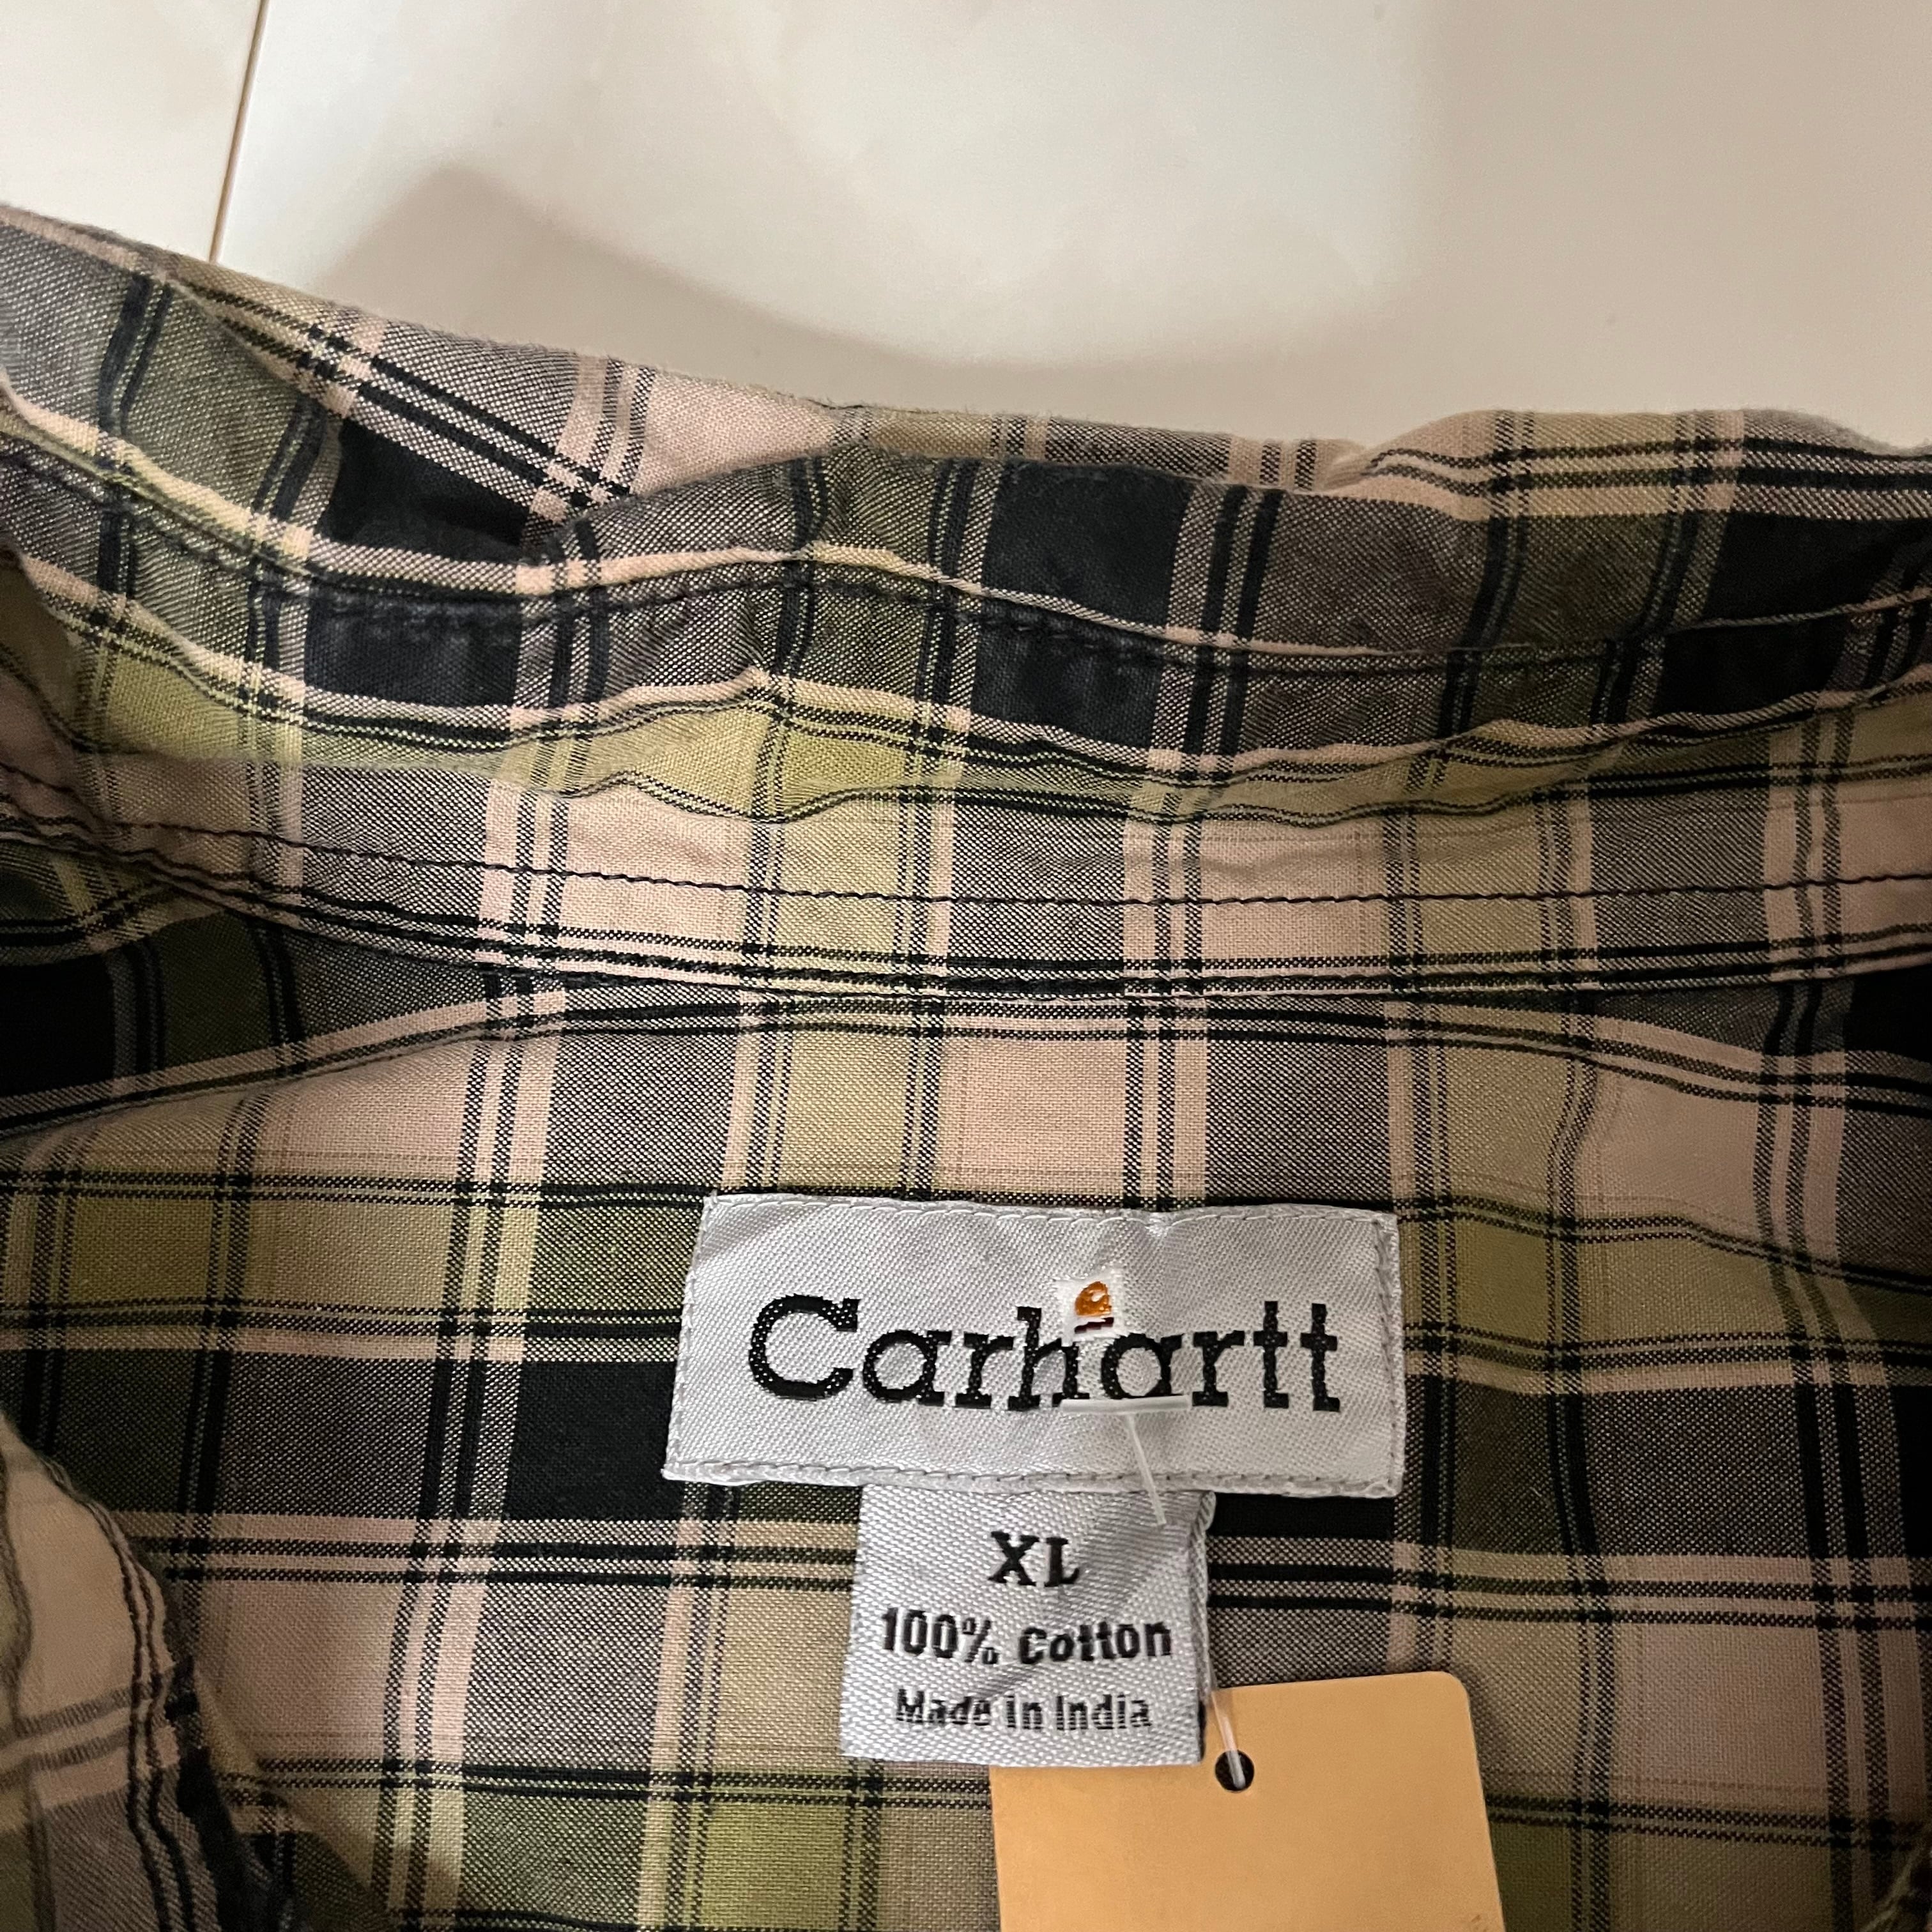 Carhartt
XL
100% cotton
Made in India